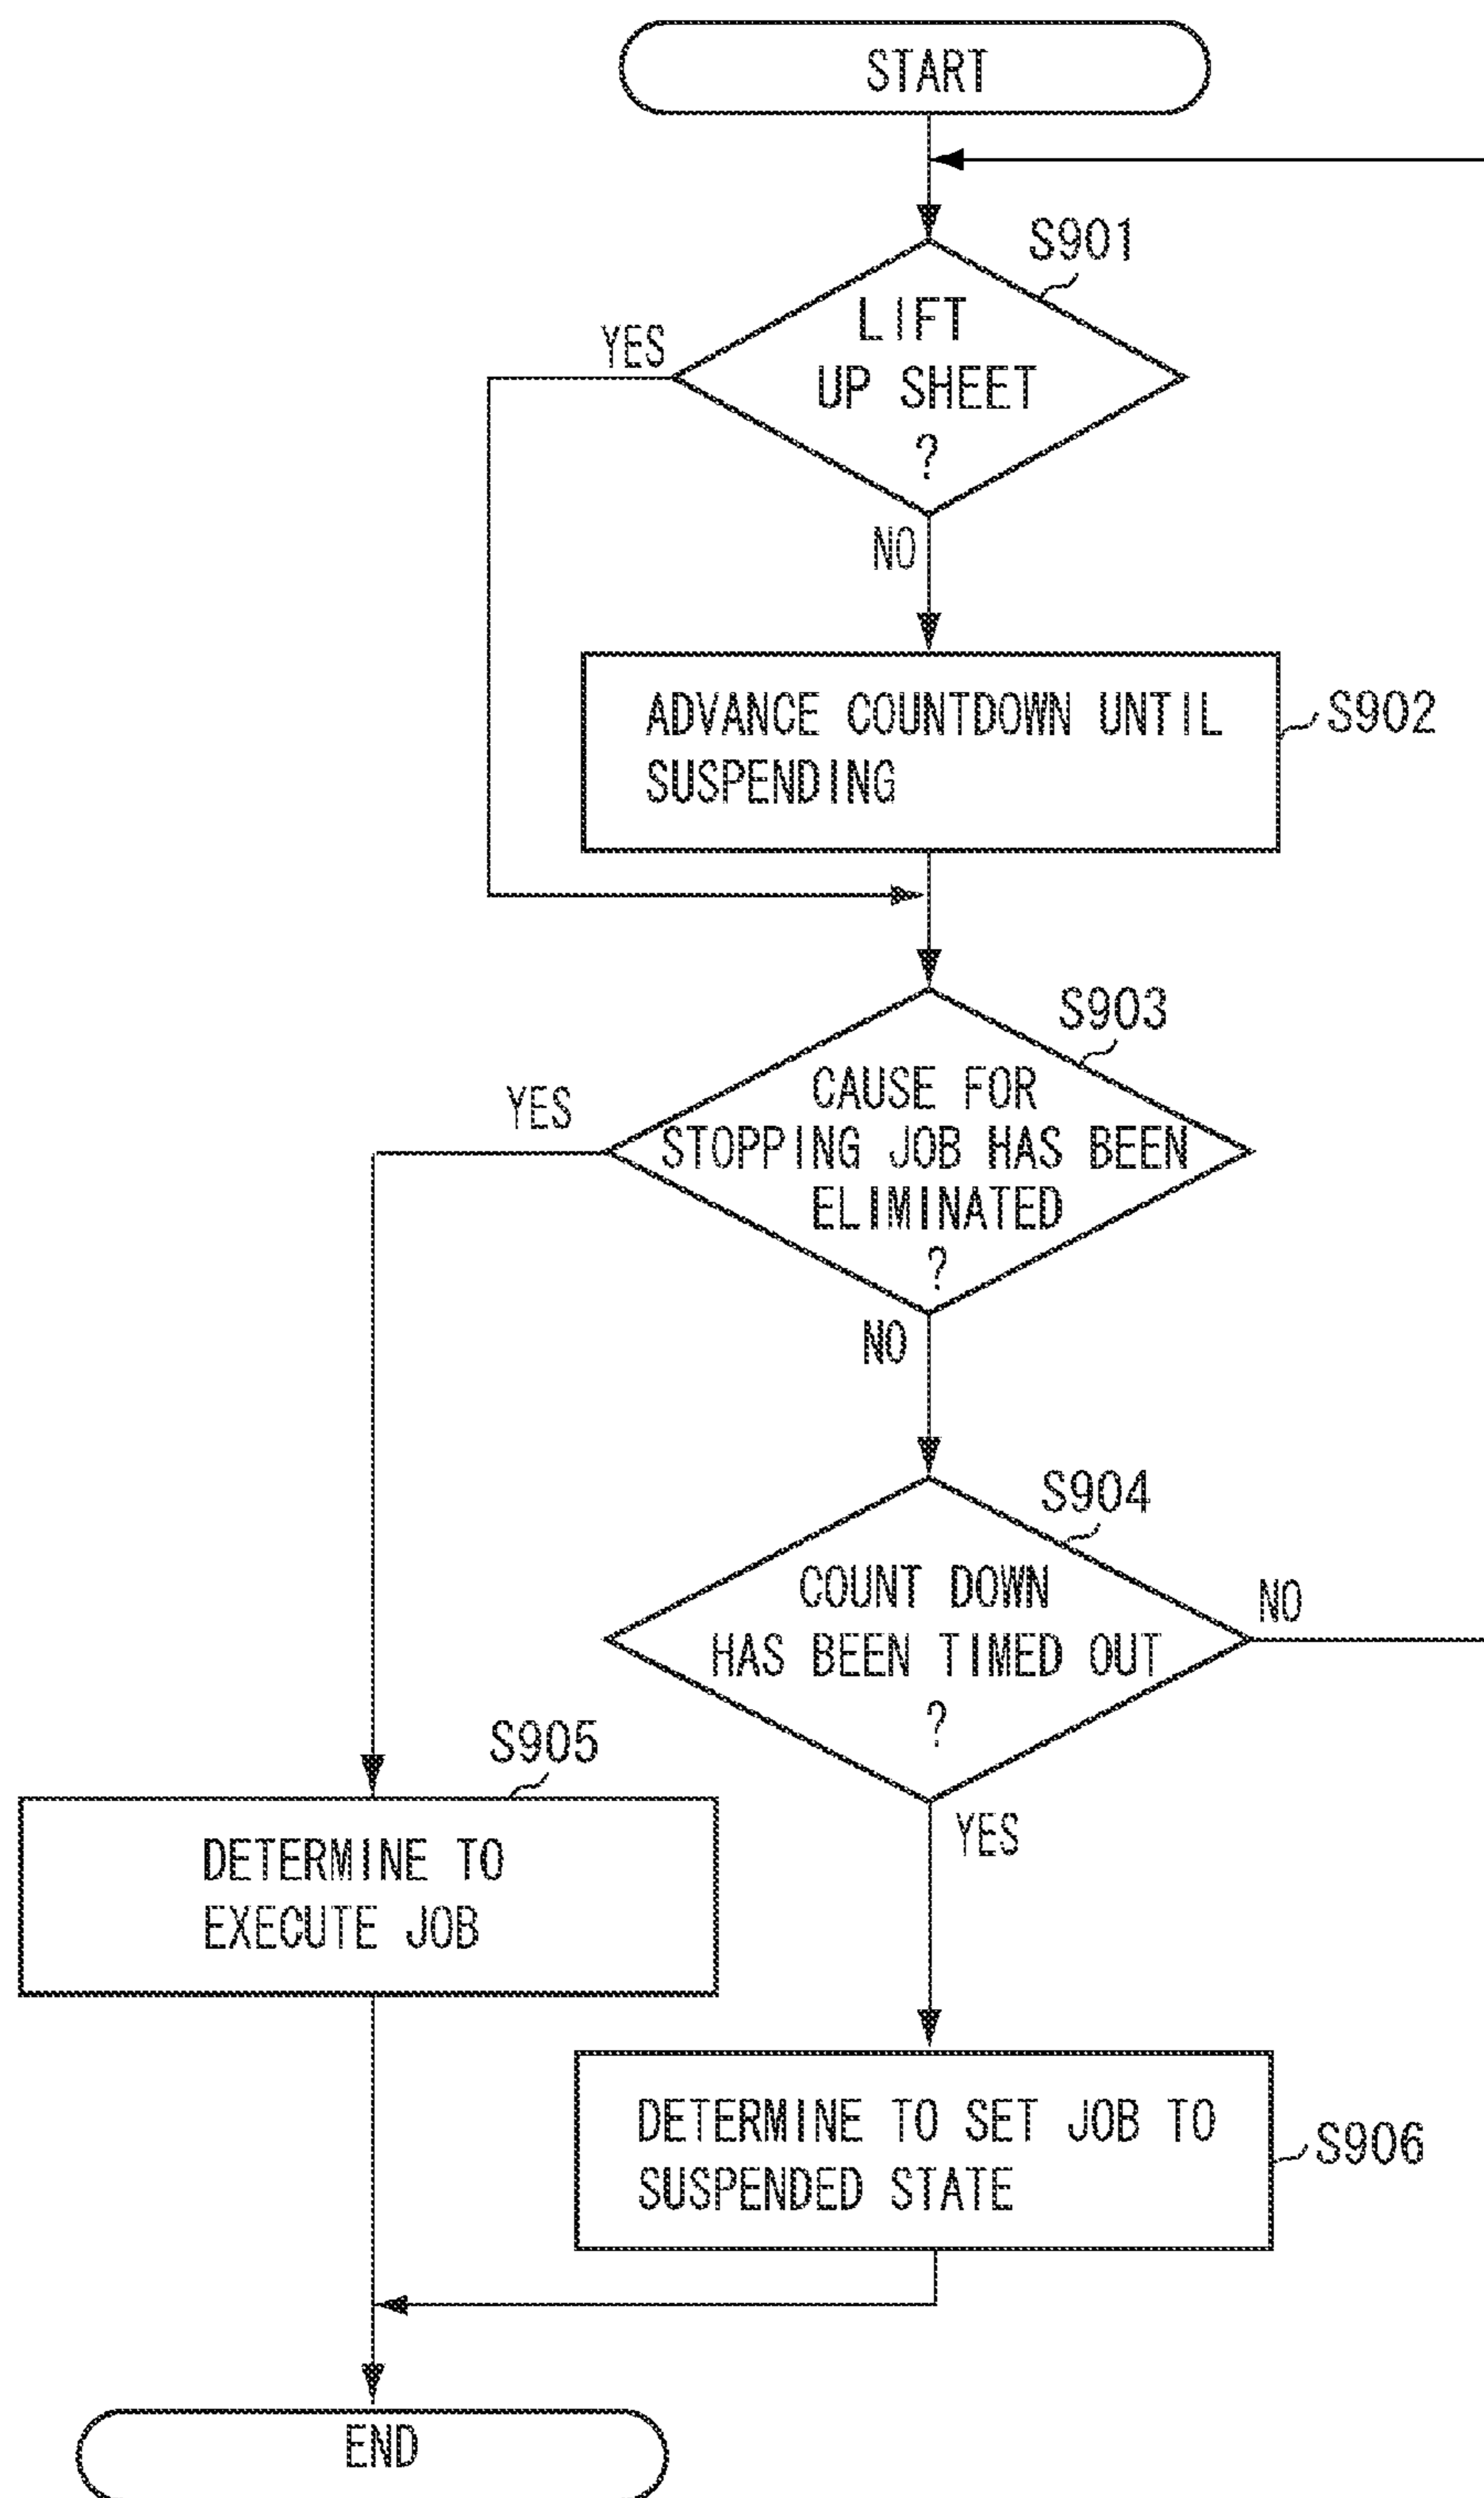 START
S901
LIFT
UP SHEET
?
YES
NO
ADVANCE COUNTDOWN UNTIL
SUSPENDING
S902
S903
CAUSE FOR
STOPPING JOB HAS BEEN
ELIMINATED
?
YES
NO
S904
COUNT DOWN
HAS BEEN TIMED OUT
?
NO
YES
S905
DETERMINE TO
EXECUTE JOB
DETERMINE TO SET JOB TO
SUSPENDED STATE
S906
END